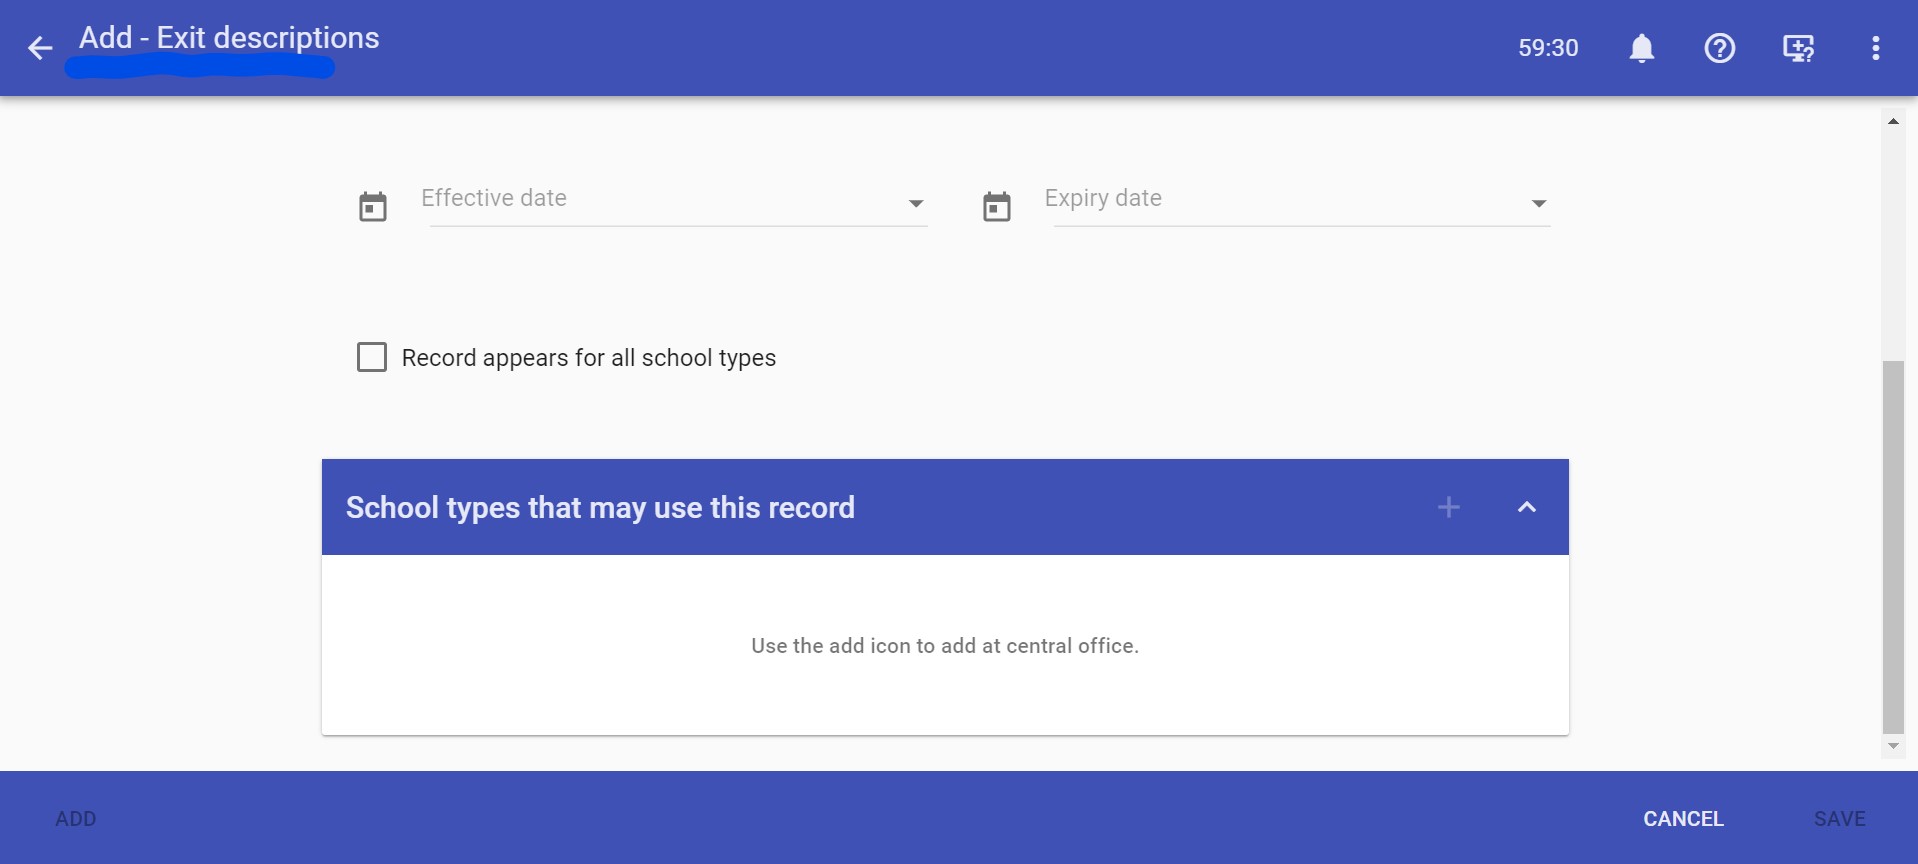 Add - Exit descriptions
59:30
Effective date
Expiry date
Record appears for all school types
School types that may use this record
Use the add icon to add at central office.
ADD
CANCEL
SAVE